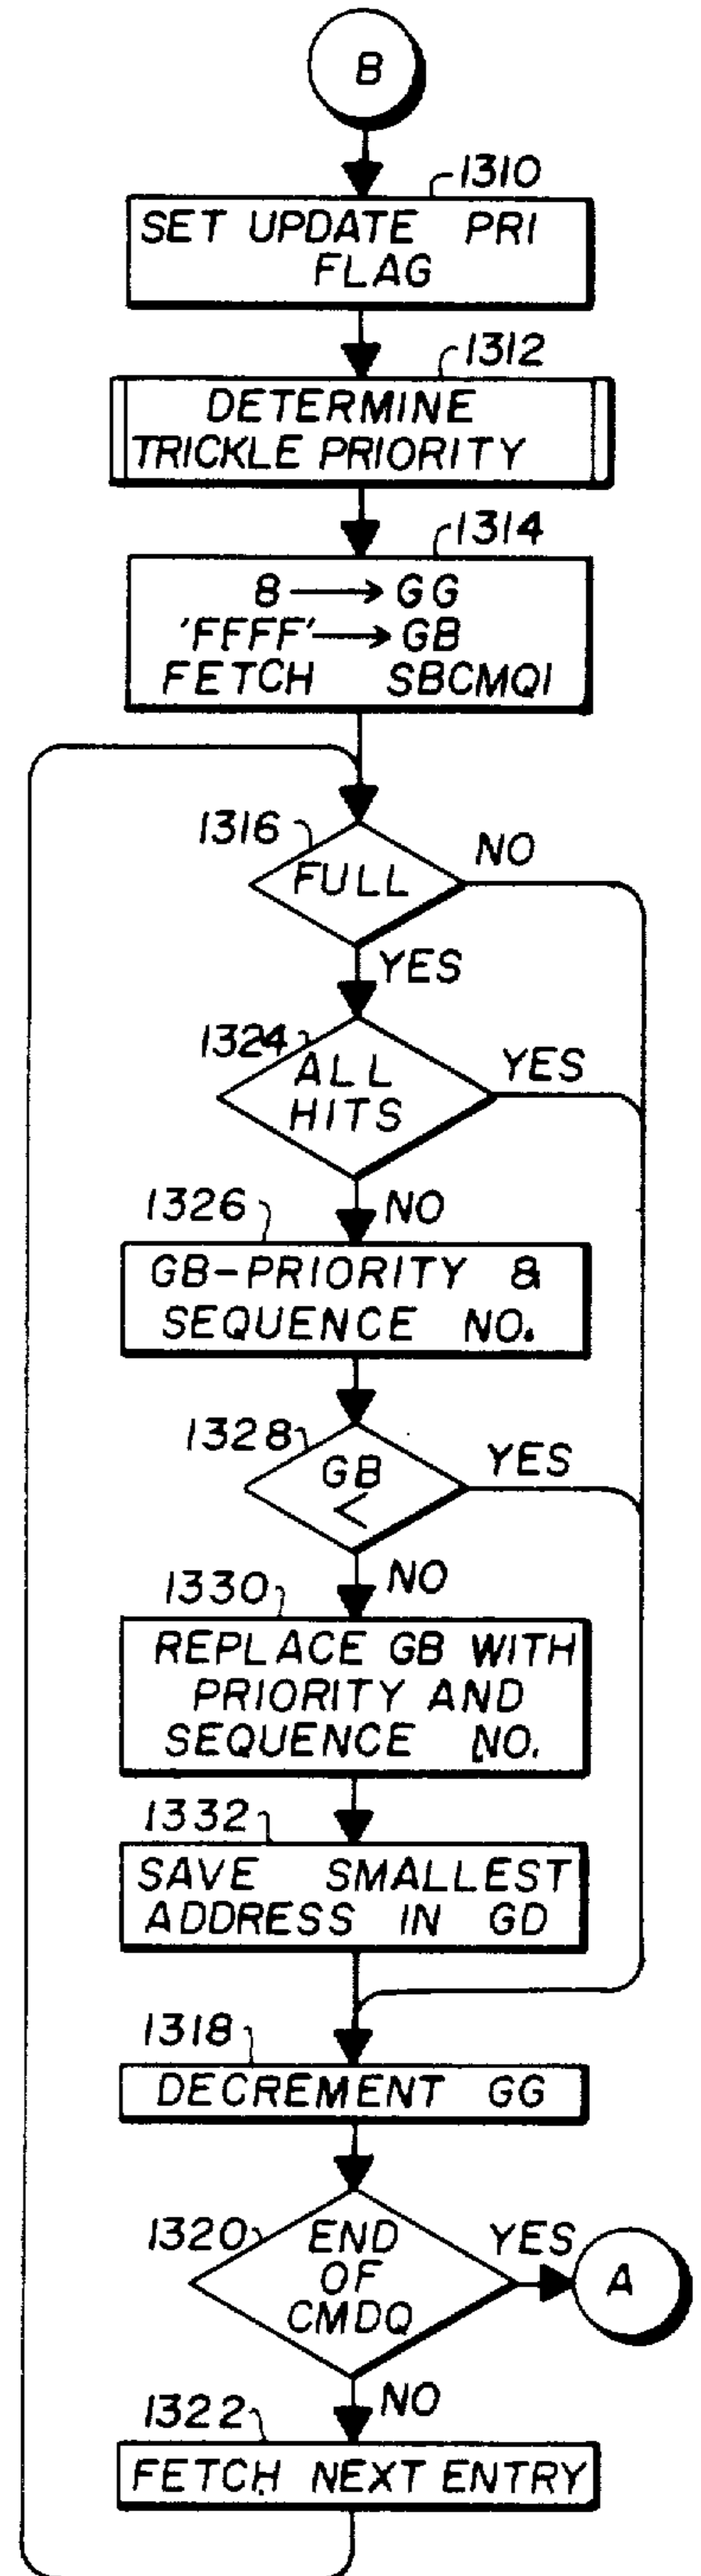 B
1310
SET UPDATE PRI
FLAG
1312
DETERMINE
TRICKLE PRIORITY
1314
8 → GG
'FFFF' → GB
FETCH SBCMQ1
1316
FULL
NO
YES
1324
ALL
HITS
YES
NO
1326
GB-PRIORITY &
SEQUENCE NO.
1328
GB
<
YES
NO
1330
REPLACE GB WITH
PRIORITY AND
SEQUENCE NO.
1332
SAVE SMALLEST
ADDRESS IN GD
1318
DECREMENT GG
1320
END
OF
CMDQ
YES
A
NO
1322
FETCH NEXT ENTRY